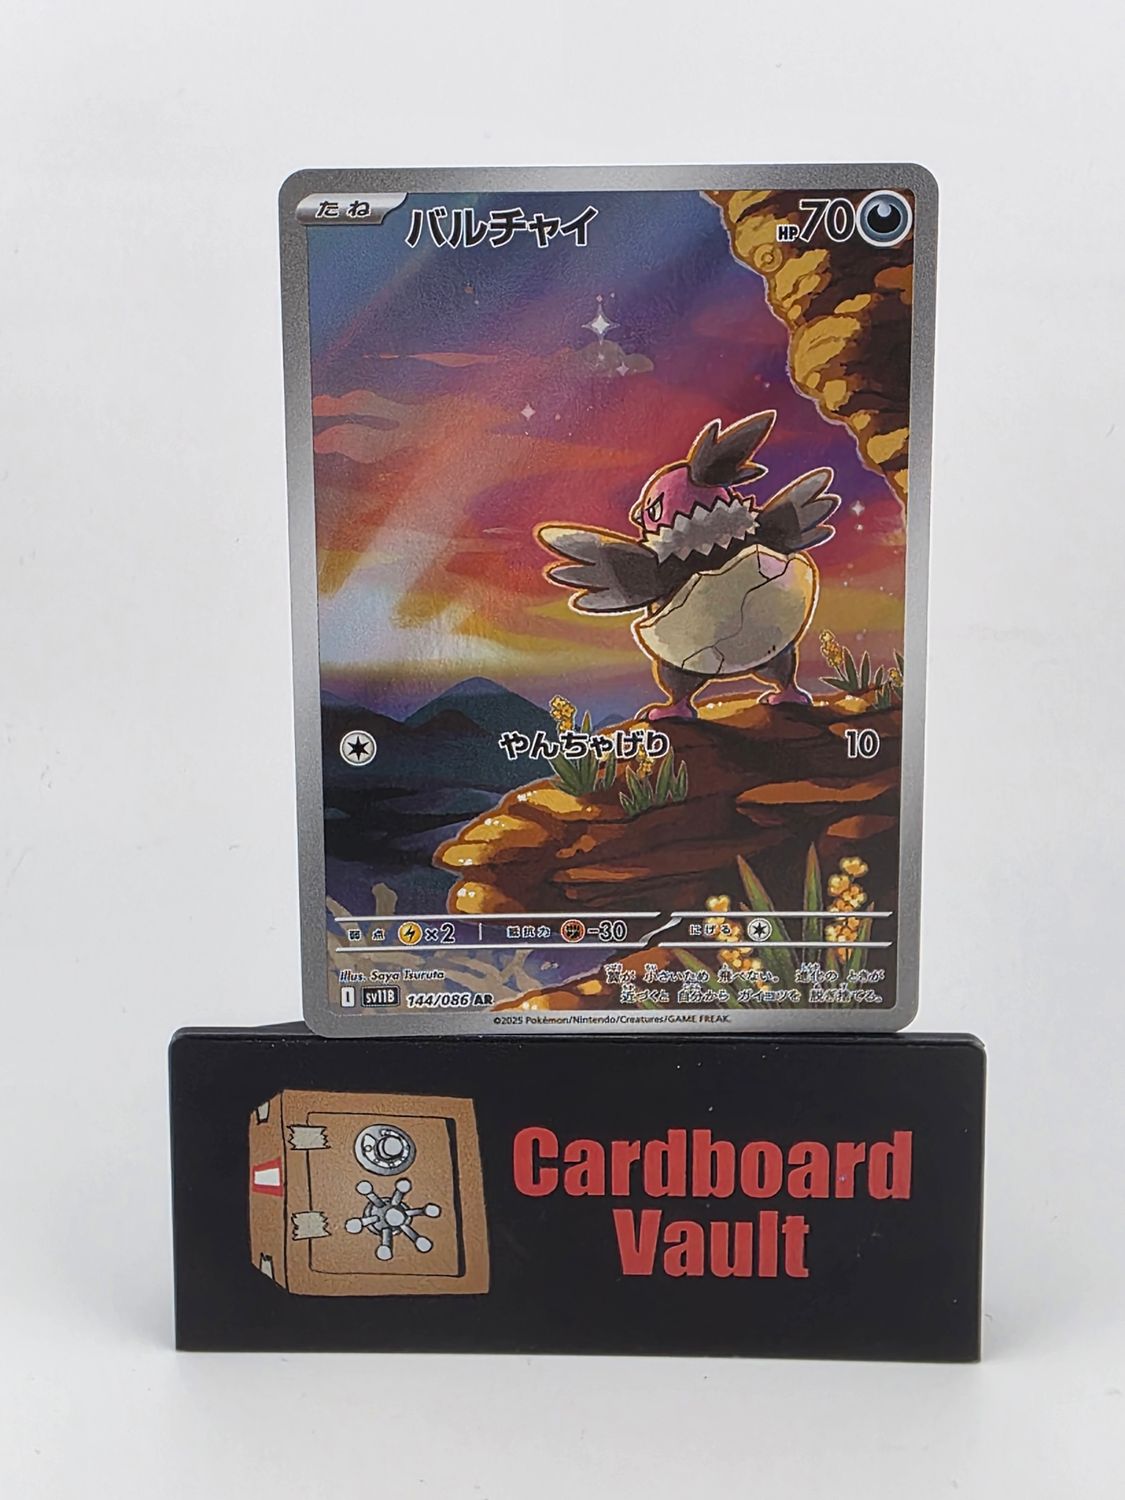 たね
バルチャイ
HP70
やんちゃげり 10
弱点 ×2 抵抗力 -30 にげる
Illus. Saya Tsuruta
翼が 小さいため 飛べない。 進化の ときが
近づくと 自分から ガイコツを 脱ぎ捨てる。
I sv11B 144/086 AR
©2025 Pokémon/Nintendo/Creatures/GAME FREAK.
Cardboard
Vault